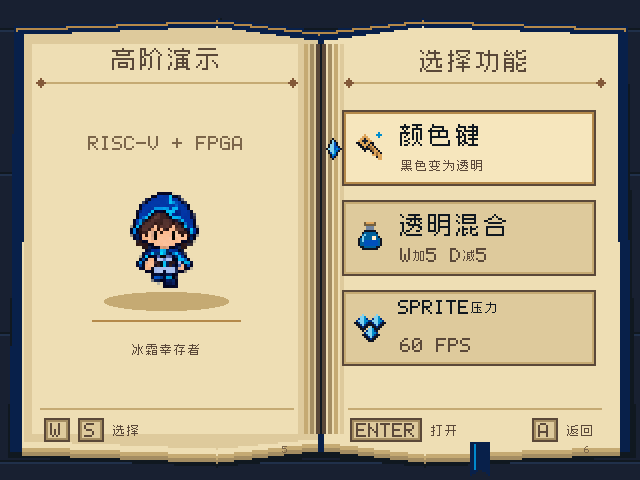 高阶演示
RISC-V + FPGA
冰霜幸存者
W S 选择
5
选择功能
颜色键
黑色变为透明
透明混合
W加5 D减5
SPRITE压力
60 FPS
ENTER 打开
A 返回
6